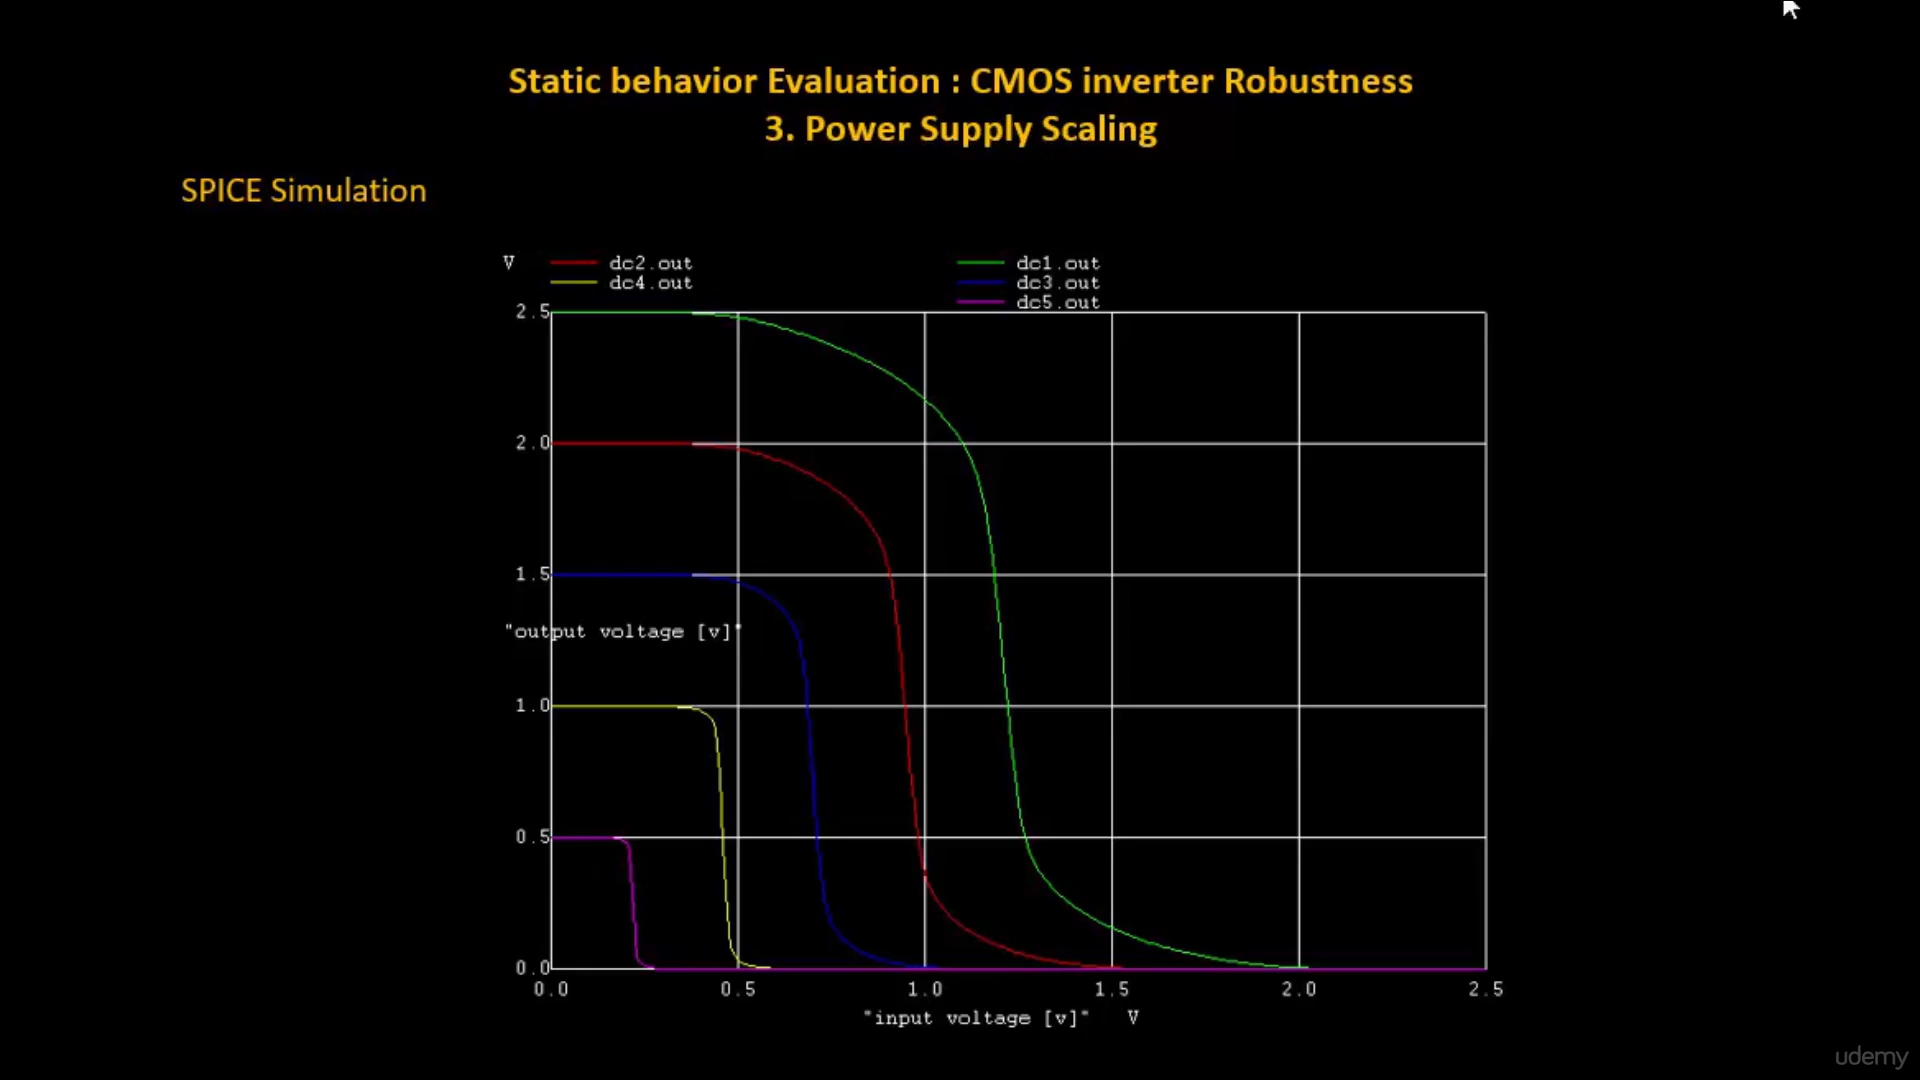 Static behavior Evaluation : CMOS inverter Robustness
3. Power Supply Scaling
SPICE Simulation
V dc2.out dc1.out
dc4.out dc3.out
dc5.out
2.5
2.0
1.5
"output voltage [v]"
1.0
0.5
0.0
0.0 0.5 1.0 1.5 2.0 2.5
"input voltage [v]" V
udemy